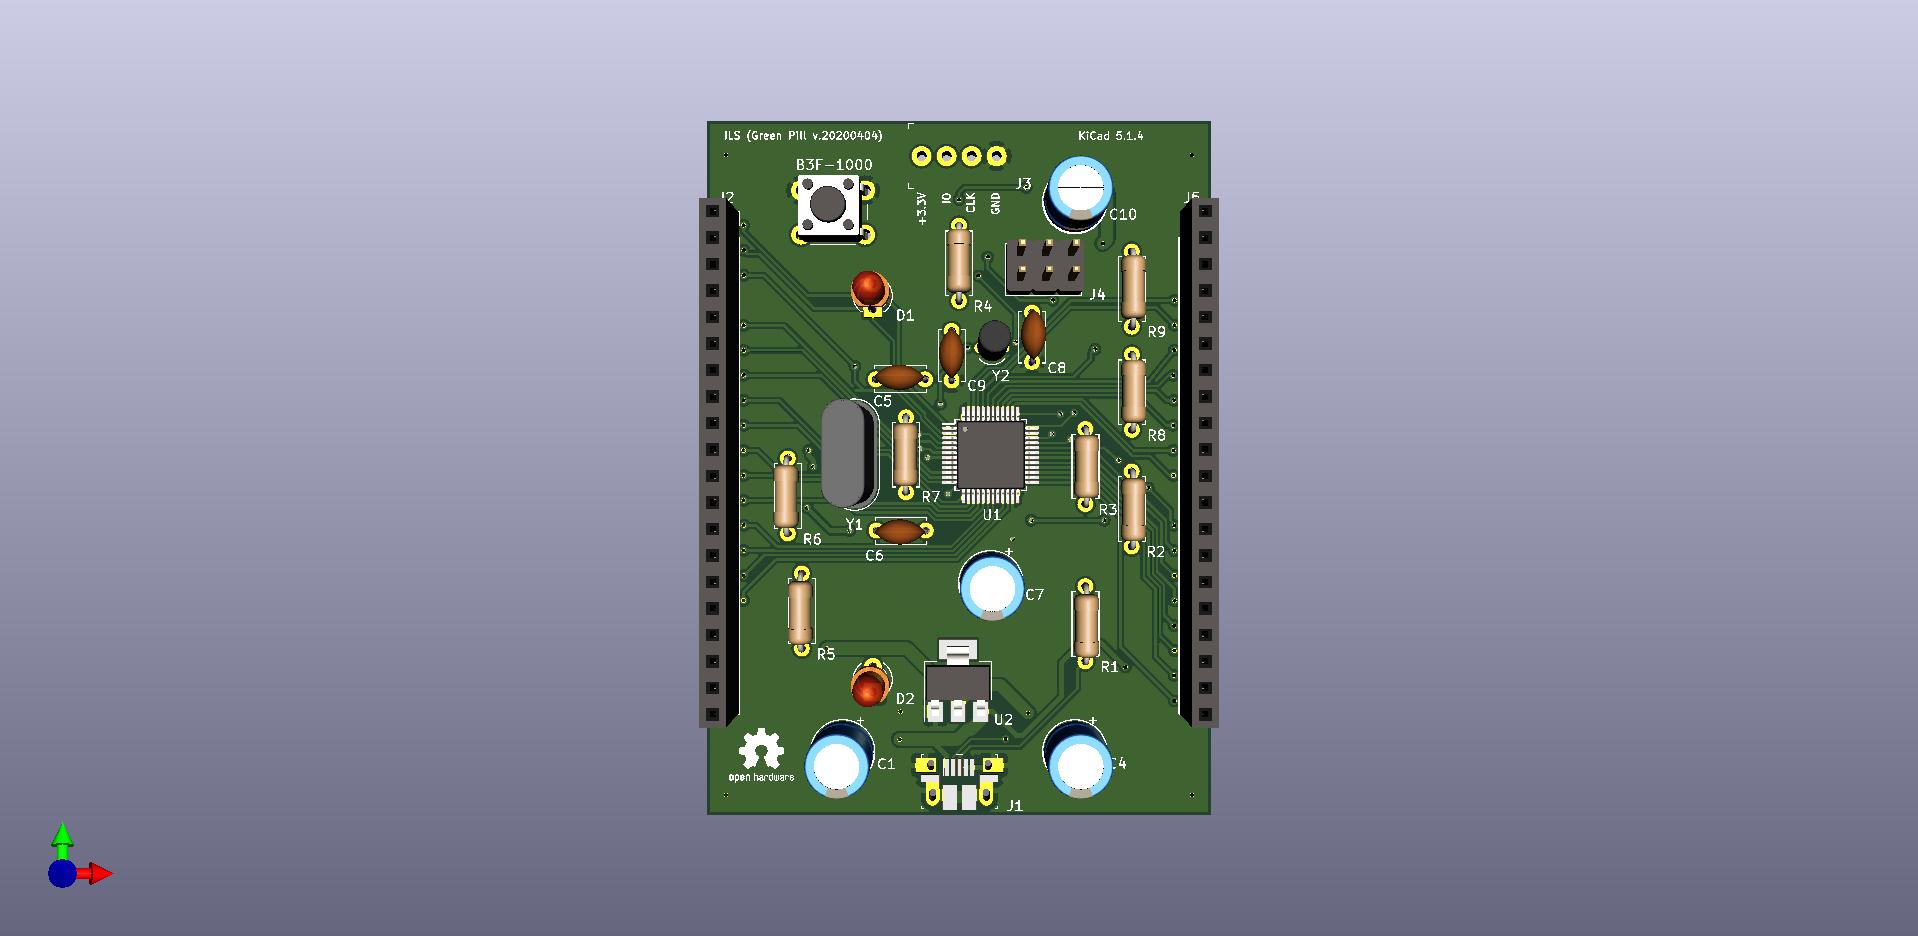 JLS (Green Pill v.20200404)
KiCad 5.1.4
B3F-1000
J2
+3.3V
IO
CLK
GND
J3
J5
C10
R4
J4
D1
R9
C9
Y2
C8
C5
R8
R7
U1
R3
Y1
R6
C6
R2
+
C7
R5
R1
D2
U2
+
+
C1
C4
open hardware
J1